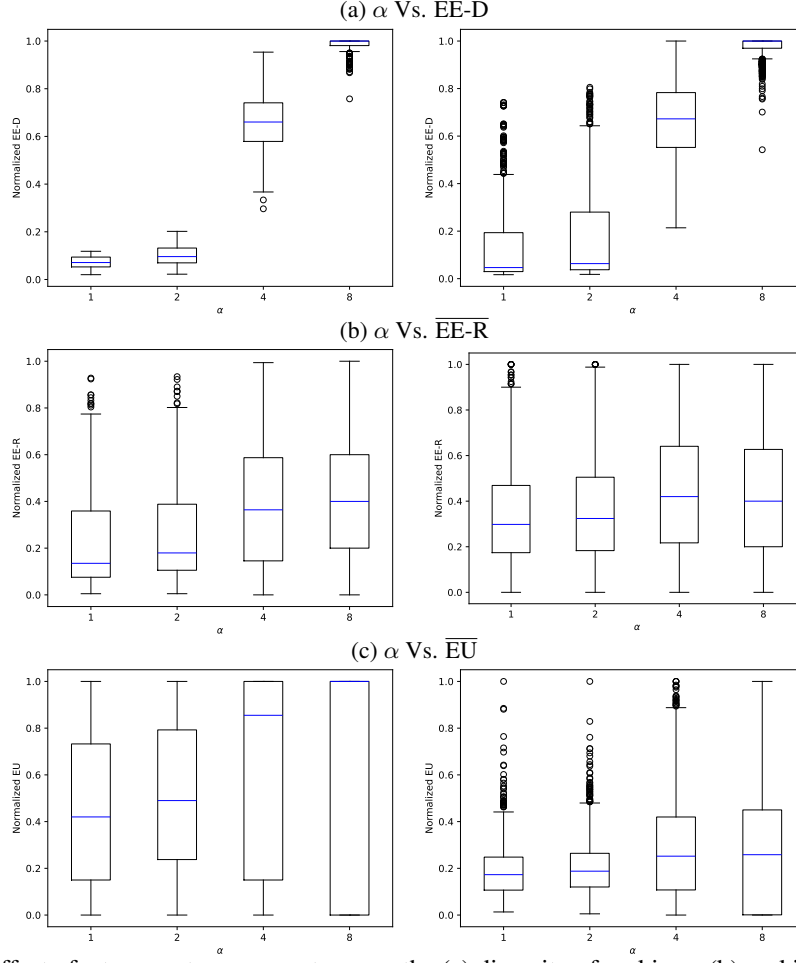 (a) α Vs. EE-D
Normalized EE-D
1.0
0.8
0.6
0.4
0.2
0.0
1 2 4 8
α
Normalized EE-D
1.0
0.8
0.6
0.4
0.2
0.0
1 2 4 8
α
(b) α Vs. EE-R
Normalized EE-R
1.0
0.8
0.6
0.4
0.2
0.0
1 2 4 8
α
Normalized EE-R
1.0
0.8
0.6
0.4
0.2
0.0
1 2 4 8
α
(c) α Vs. EU
Normalized EU
1.0
0.8
0.6
0.4
0.2
0.0
1 2 4 8
α
Normalized EU
1.0
0.8
0.6
0.4
0.2
0.0
1 2 4 8
α